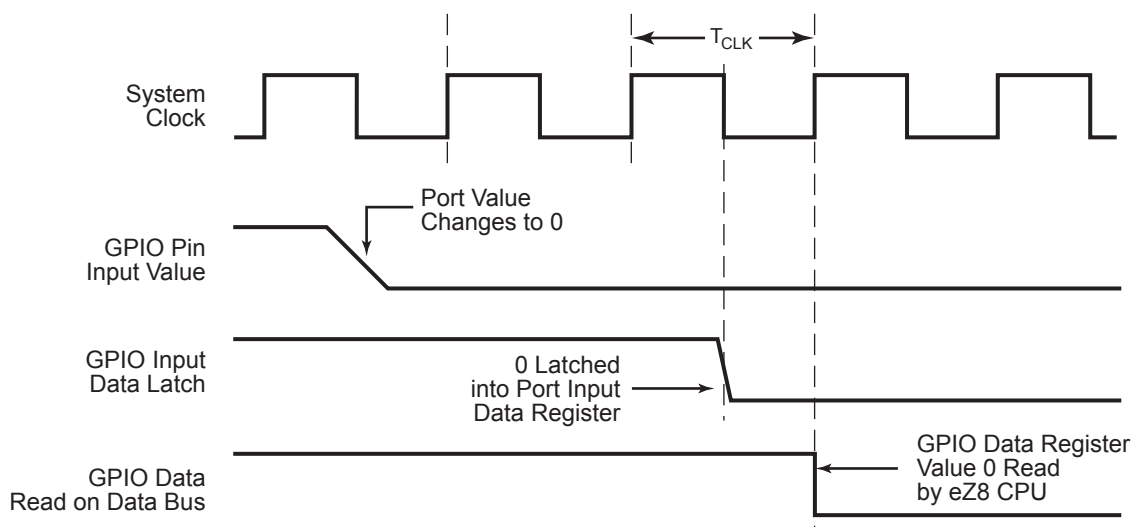 T_CLK
System
Clock
Port Value
Changes to 0
GPIO Pin
Input Value
GPIO Input
Data Latch
0 Latched
into Port Input
Data Register
GPIO Data
Read on Data Bus
GPIO Data Register
Value 0 Read
by eZ8 CPU